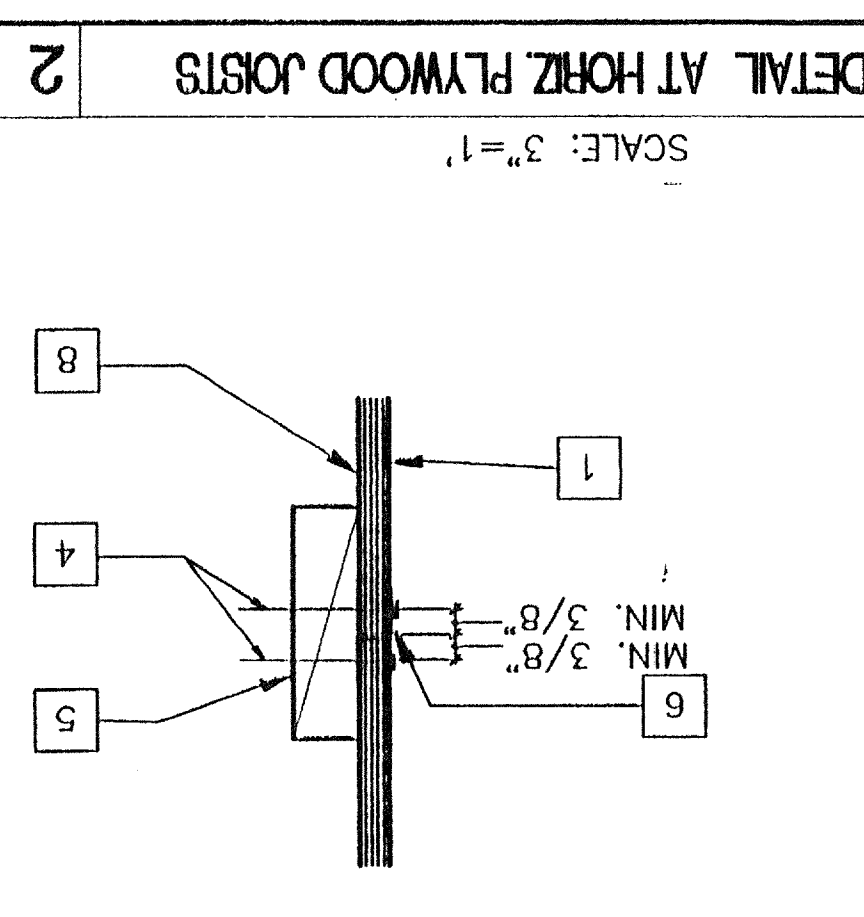 6
5
MIN. 3/8"
MIN. 3/8"
4
1
8
SCALE: 3"=1'
DETAIL AT HORIZ. PLYWOOD JOISTS
2